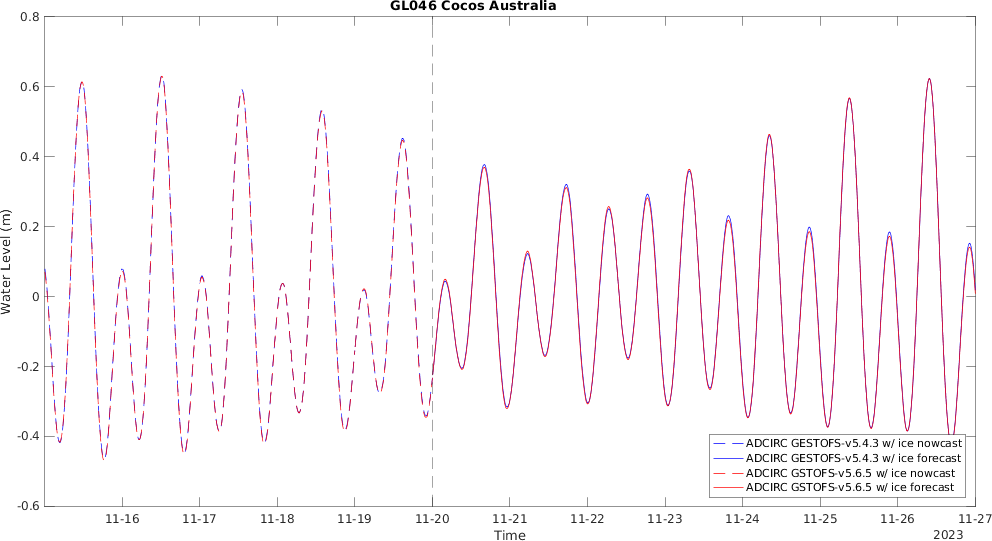 GL046 Cocos Australia
0.8
0.6
0.4
0.2
0
-0.2
-0.4
-0.6
Water Level (m)
ADCIRC GESTOFS-v5.4.3 w/ ice nowcast
ADCIRC GESTOFS-v5.4.3 w/ ice forecast
ADCIRC GSTOFS-v5.6.5 w/ ice nowcast
ADCIRC GSTOFS-v5.6.5 w/ ice forecast
11-16 11-17 11-18 11-19 11-20 11-21 11-22 11-23 11-24 11-25 11-26 11-27
Time
2023